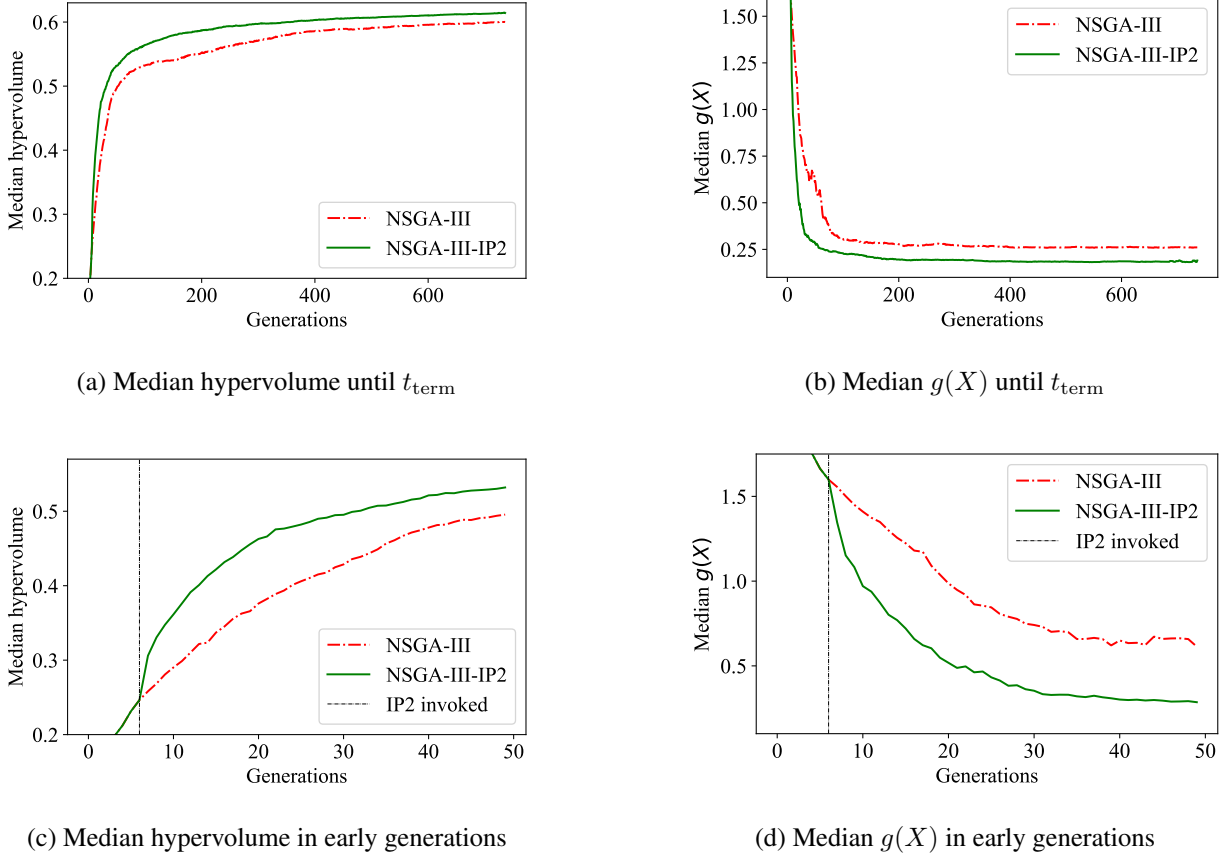 0.6
0.5
0.4
0.3
0.2
Median hypervolume
0 200 400 600
Generations
NSGA-III
NSGA-III-IP2
(a) Median hypervolume until t_term
1.50
1.25
1.00
0.75
0.50
0.25
Median g(X)
0 200 400 600
Generations
NSGA-III
NSGA-III-IP2
(b) Median g(X) until t_term
0.5
0.4
0.3
0.2
Median hypervolume
0 10 20 30 40 50
Generations
NSGA-III
NSGA-III-IP2
IP2 invoked
(c) Median hypervolume in early generations
1.5
1.0
0.5
Median g(X)
0 10 20 30 40 50
Generations
NSGA-III
NSGA-III-IP2
IP2 invoked
(d) Median g(X) in early generations